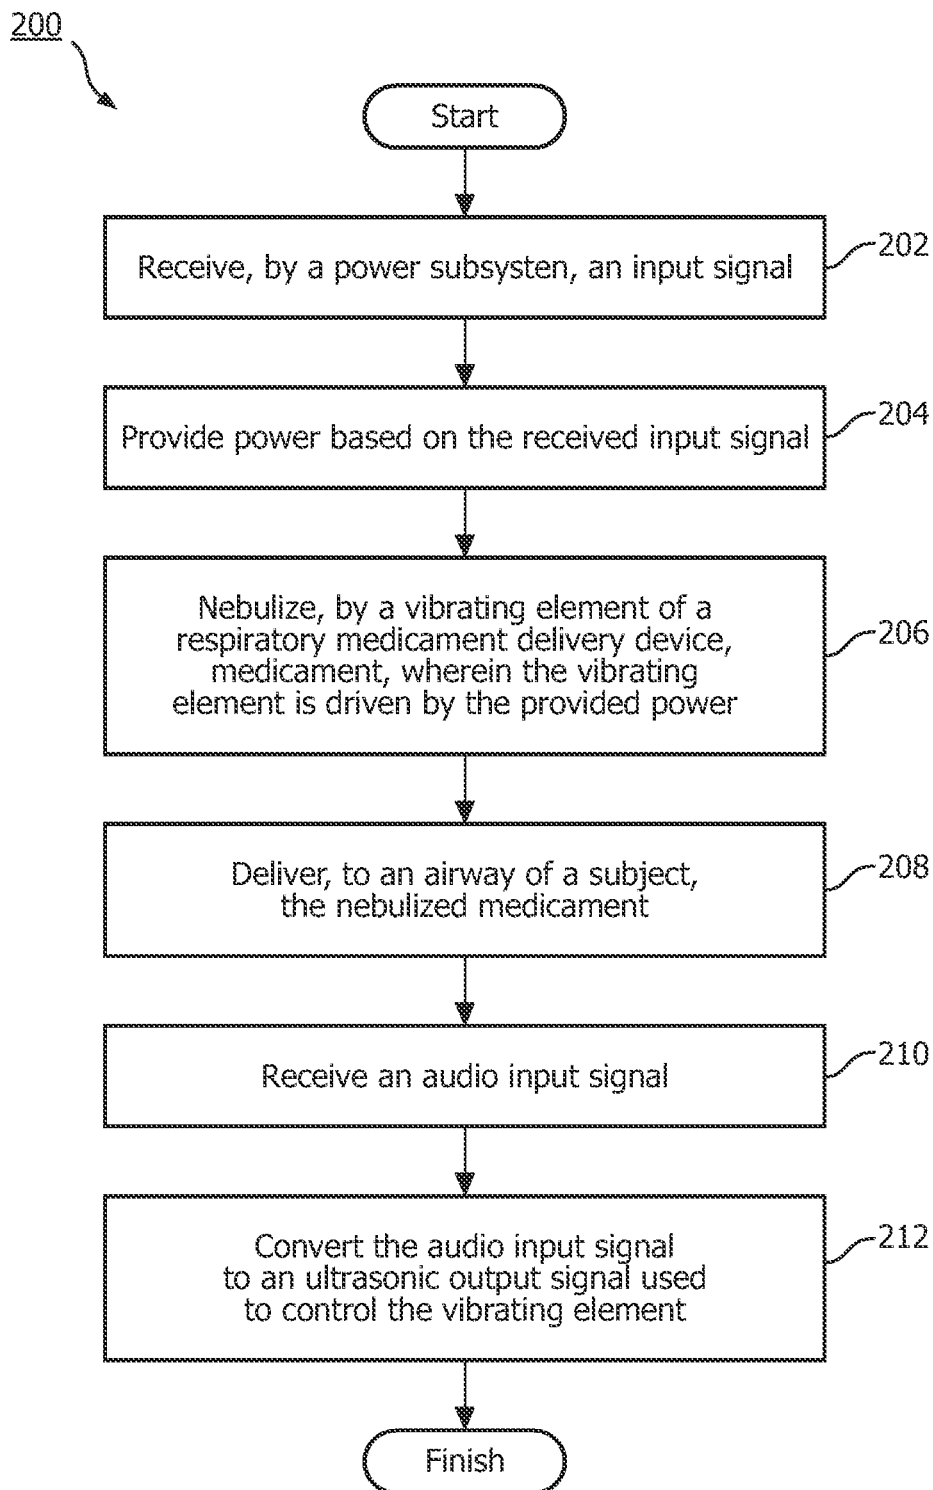 200
Start
Receive, by a power subsysten, an input signal
202
Provide power based on the received input signal
204
Nebulize, by a vibrating element of a
respiratory medicament delivery device,
medicament, wherein the vibrating
element is driven by the provided power
206
Deliver, to an airway of a subject,
the nebulized medicament
208
Receive an audio input signal
210
Convert the audio input signal
to an ultrasonic output signal used
to control the vibrating element
212
Finish